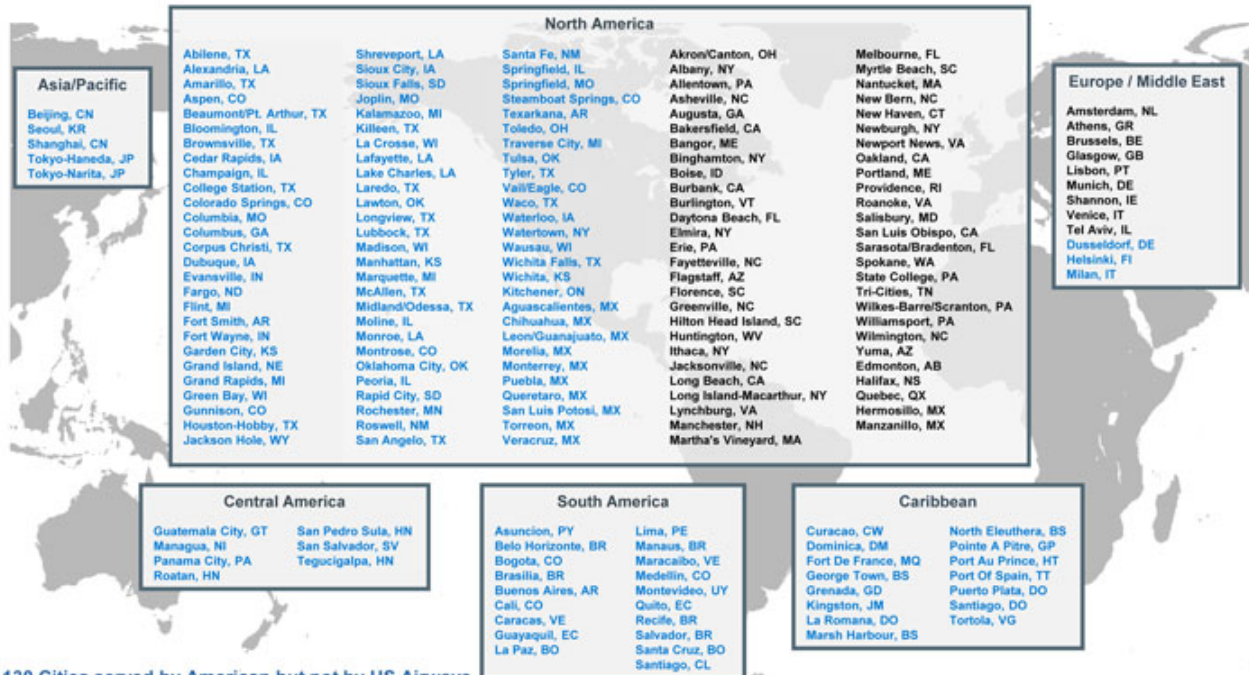 North America
Abilene, TX
Alexandria, LA
Amarillo, TX
Aspen, CO
Beaumont/Pt. Arthur, TX
Bloomington, IL
Brownsville, TX
Cedar Rapids, IA
Champaign, IL
College Station, TX
Colorado Springs, CO
Columbia, MO
Columbus, GA
Corpus Christi, TX
Dubuque, IA
Evansville, IN
Fargo, ND
Flint, MI
Fort Smith, AR
Fort Wayne, IN
Garden City, KS
Grand Island, NE
Grand Rapids, MI
Green Bay, WI
Gunnison, CO
Houston-Hobby, TX
Jackson Hole, WY
Shreveport, LA
Sioux City, IA
Sioux Falls, SD
Joplin, MO
Kalamazoo, MI
Killeen, TX
La Crosse, WI
Lafayette, LA
Lake Charles, LA
Laredo, TX
Lawton, OK
Longview, TX
Lubbock, TX
Madison, WI
Manhattan, KS
Marquette, MI
McAllen, TX
Midland/Odessa, TX
Moline, IL
Monroe, LA
Montrose, CO
Oklahoma City, OK
Peoria, IL
Rapid City, SD
Rochester, MN
Roswell, NM
San Angelo, TX
Santa Fe, NM
Springfield, IL
Springfield, MO
Steamboat Springs, CO
Texarkana, AR
Toledo, OH
Traverse City, MI
Tulsa, OK
Tyler, TX
Vail/Eagle, CO
Waco, TX
Waterloo, IA
Watertown, NY
Wausau, WI
Wichita Falls, TX
Wichita, KS
Kitchener, ON
Aguascalientes, MX
Chihuahua, MX
Leon/Guanajuato, MX
Morelia, MX
Monterrey, MX
Puebla, MX
Queretaro, MX
San Luis Potosi, MX
Torreon, MX
Veracruz, MX
Akron/Canton, OH
Albany, NY
Allentown, PA
Asheville, NC
Augusta, GA
Bakersfield, CA
Bangor, ME
Binghamton, NY
Boise, ID
Burbank, CA
Burlington, VT
Daytona Beach, FL
Elmira, NY
Erie, PA
Fayetteville, NC
Flagstaff, AZ
Florence, SC
Greenville, NC
Hilton Head Island, SC
Huntington, WV
Ithaca, NY
Jacksonville, NC
Long Beach, CA
Long Island-Macarthur, NY
Lynchburg, VA
Manchester, NH
Martha's Vineyard, MA
Melbourne, FL
Myrtle Beach, SC
Nantucket, MA
New Bern, NC
New Haven, CT
Newburgh, NY
Newport News, VA
Oakland, CA
Portland, ME
Providence, RI
Roanoke, VA
Salisbury, MD
San Luis Obispo, CA
Sarasota/Bradenton, FL
Spokane, WA
State College, PA
Tri-Cities, TN
Wilkes-Barre/Scranton, PA
Williamsport, PA
Wilmington, NC
Yuma, AZ
Edmonton, AB
Halifax, NS
Quebec, QX
Hermosillo, MX
Manzanillo, MX
Asia/Pacific
Beijing, CN
Seoul, KR
Shanghai, CN
Tokyo-Haneda, JP
Tokyo-Narita, JP
Europe / Middle East
Amsterdam, NL
Athens, GR
Brussels, BE
Glasgow, GB
Lisbon, PT
Munich, DE
Shannon, IE
Venice, IT
Tel Aviv, IL
Dusseldorf, DE
Helsinki, FI
Milan, IT
Central America
Guatemala City, GT
Managua, NI
Panama City, PA
Roatan, HN
San Pedro Sula, HN
San Salvador, SV
Tegucigalpa, HN
South America
Asuncion, PY
Belo Horizonte, BR
Bogota, CO
Brasilia, BR
Buenos Aires, AR
Cali, CO
Caracas, VE
Guayaquil, EC
La Paz, BO
Lima, PE
Manaus, BR
Maracaibo, VE
Medellin, CO
Montevideo, UY
Quito, EC
Recife, BR
Salvador, BR
Santa Cruz, BO
Santiago, CL
Caribbean
Curacao, CW
Dominica, DM
Fort De France, MQ
George Town, BS
Grenada, GD
Kingston, JM
La Romana, DO
Marsh Harbour, BS
North Eleuthera, BS
Pointe A Pitre, GP
Port Au Prince, HT
Port Of Spain, TT
Puerto Plata, DO
Santiago, DO
Tortola, VG
Cities served by American but not by US Airways